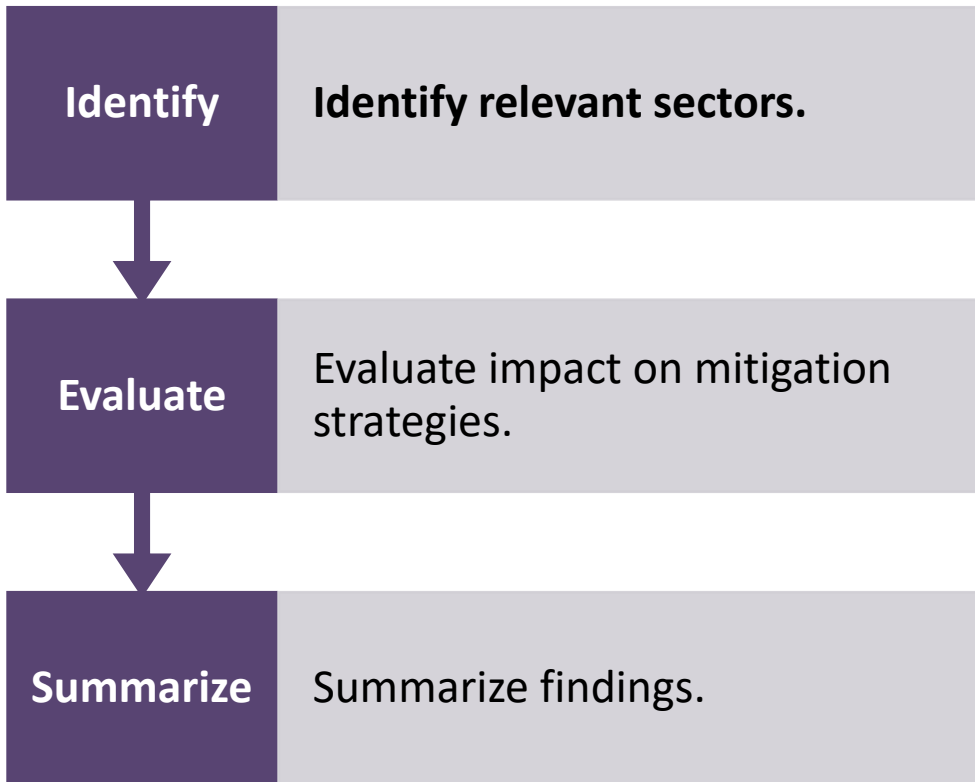 Identify
Identify relevant sectors.
Evaluate
Evaluate impact on mitigation
strategies.
Summarize
Summarize findings.